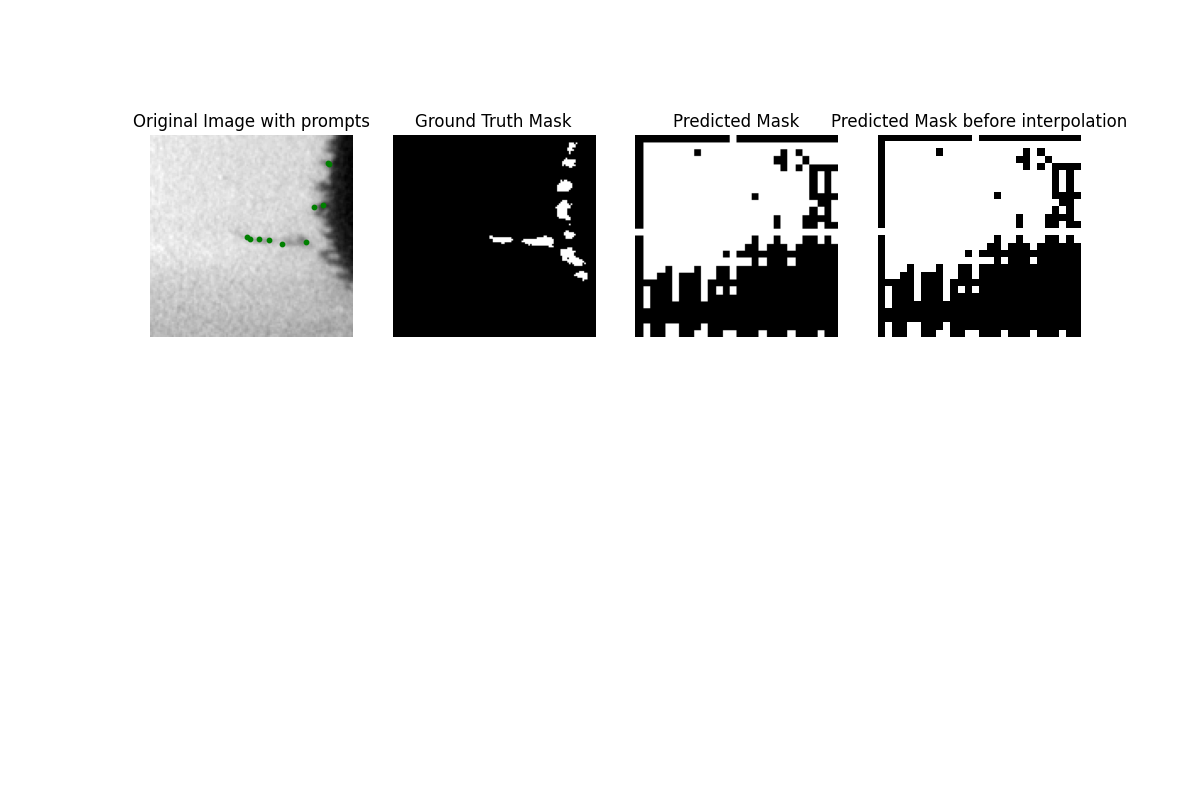 Original Image with prompts
Ground Truth Mask
Predicted Mask
Predicted Mask before interpolation